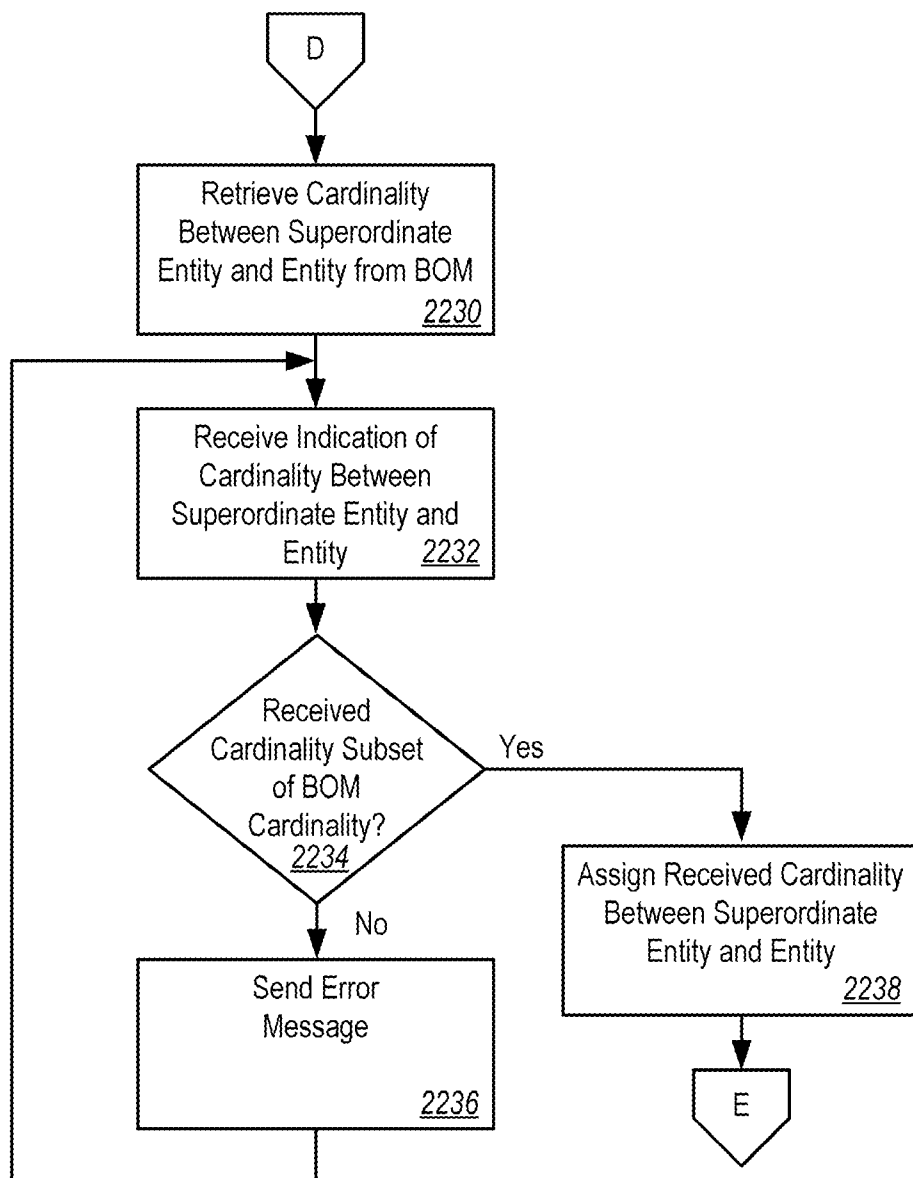 D
Retrieve Cardinality
Between Superordinate
Entity and Entity from BOM
2230
Receive Indication of
Cardinality Between
Superordinate Entity and
Entity
2232
Received
Cardinality Subset
of BOM
Cardinality?
2234
Yes
No
Assign Received Cardinality
Between Superordinate
Entity and Entity
2238
Send Error
Message
2236
E